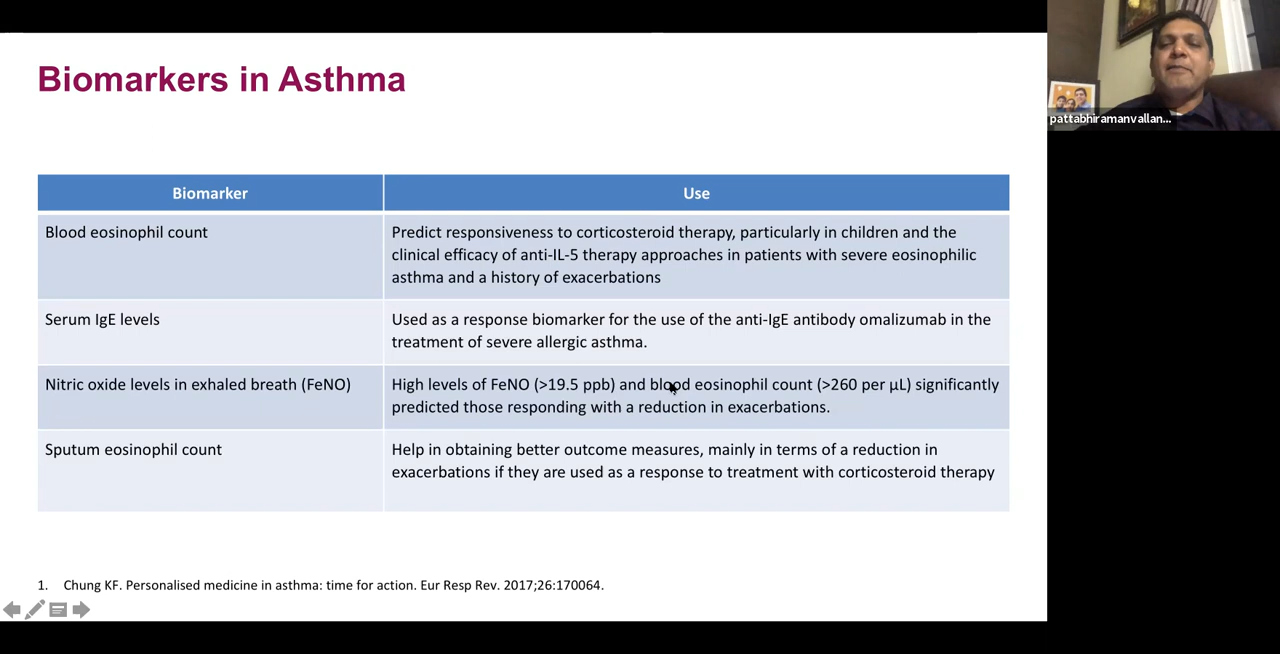 Biomarkers in Asthma
pattabhiramanvallan...
Biomarker
Use
Blood eosinophil count
Predict responsiveness to corticosteroid therapy, particularly in children and the
clinical efficacy of anti-IL-5 therapy approaches in patients with severe eosinophilic
asthma and a history of exacerbations
Serum IgE levels
Used as a response biomarker for the use of the anti-IgE antibody omalizumab in the
treatment of severe allergic asthma.
Nitric oxide levels in exhaled breath (FeNO)
High levels of FeNO (>19.5 ppb) and blood eosinophil count (>260 per µL) significantly
predicted those responding with a reduction in exacerbations.
Sputum eosinophil count
Help in obtaining better outcome measures, mainly in terms of a reduction in
exacerbations if they are used as a response to treatment with corticosteroid therapy
1. Chung KF. Personalised medicine in asthma: time for action. Eur Resp Rev. 2017;26:170064.